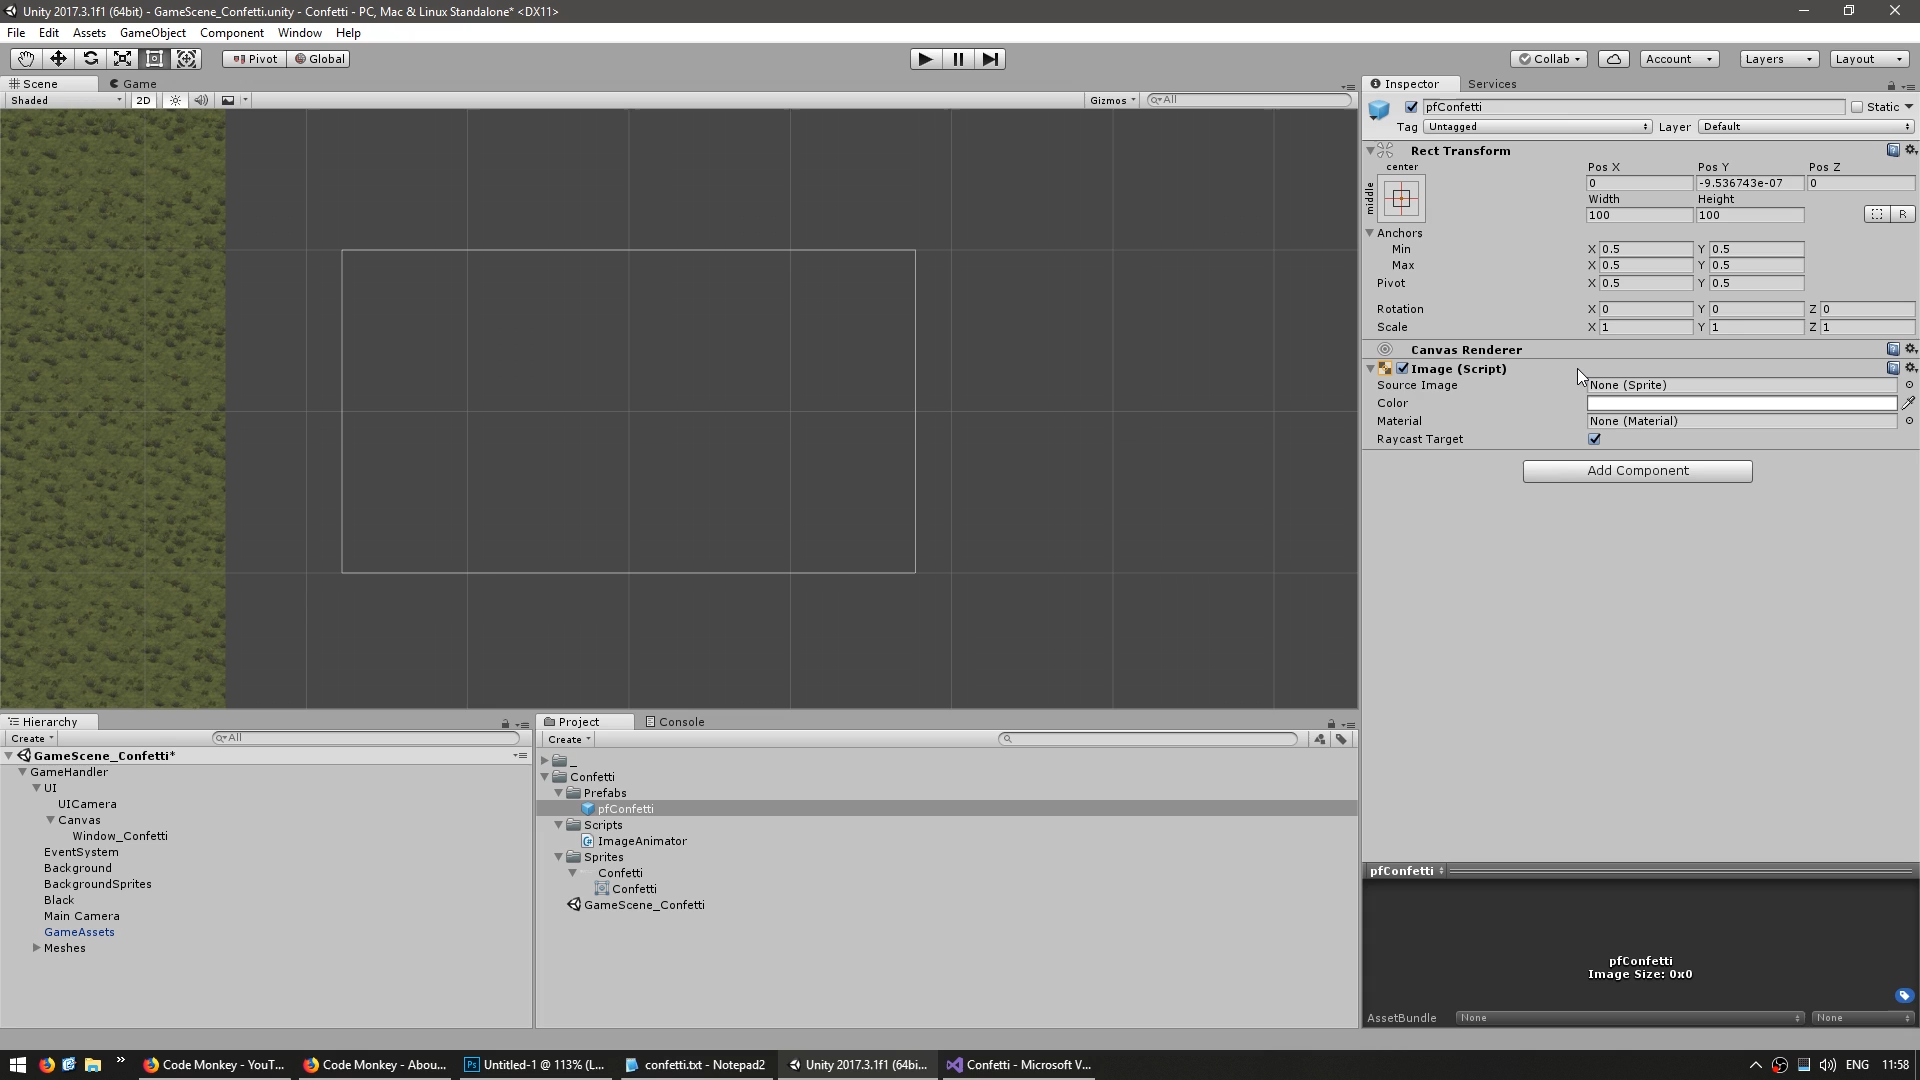 Unity 2017.3.1f1 (64bit) - GameScene_Confetti.unity - Confetti - PC, Mac & Linux Standalone* <DX11>
File Edit Assets GameObject Component Window Help
Pivot Global Collab Account Layers Layout
Scene Game
Shaded 2D Gizmos All
Inspector Services
pfConfetti Static
Tag Untagged Layer Default
Rect Transform
center
middle
Pos X Pos Y Pos Z
0 -9.536743e-07 0
Width Height
100 100 R
Anchors
Min X 0.5 Y 0.5
Max X 0.5 Y 0.5
Pivot X 0.5 Y 0.5
Rotation X 0 Y 0 Z 0
Scale X 1 Y 1 Z 1
Canvas Renderer
Image (Script)
Source Image None (Sprite)
Color
Material None (Material)
Raycast Target
Add Component
Hierarchy
Create All
GameScene_Confetti*
GameHandler
UI
UICamera
Canvas
Window_Confetti
EventSystem
Background
BackgroundSprites
Black
Main Camera
GameAssets
Meshes
Project Console
Create
_
Confetti
Prefabs
pfConfetti
Scripts
ImageAnimator
Sprites
Confetti
Confetti
GameScene_Confetti
pfConfetti
pfConfetti
Image Size: 0x0
AssetBundle None None
Code Monkey - YouT... Code Monkey - Abou... Ps Untitled-1 @ 113% (L... confetti.txt - Notepad2 Unity 2017.3.1f1 (64bi... Confetti - Microsoft V... ENG 11:58